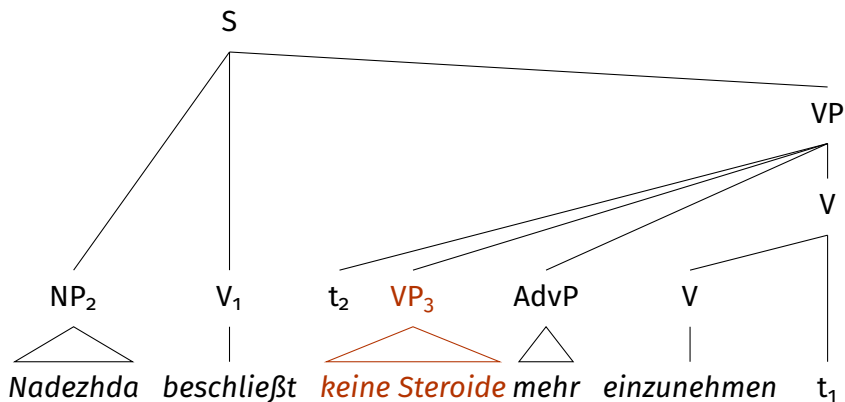 S
VP
V
NP₂ V₁ t₂ VP₃ AdvP V
Nadezhda beschließt keine Steroide mehr einzunehmen t₁